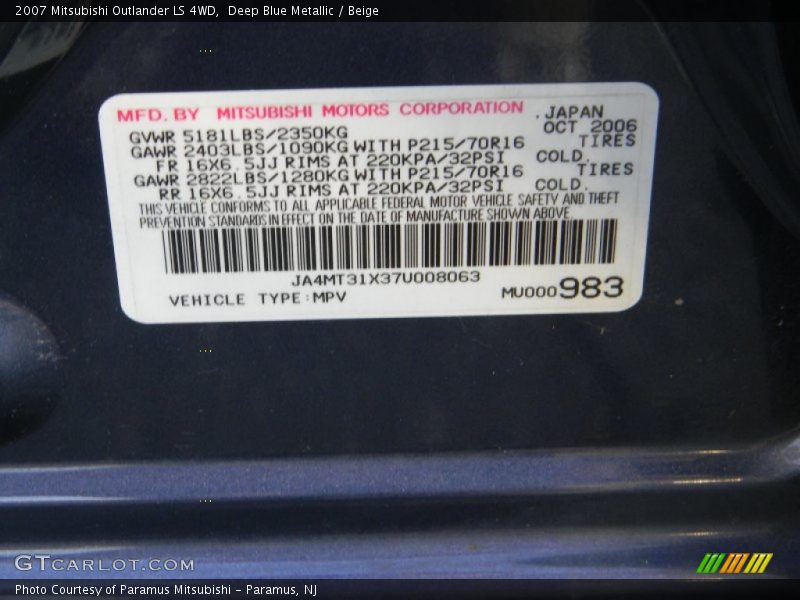 2007 Mitsubishi Outlander LS 4WD, Deep Blue Metallic / Beige
MFD. BY MITSUBISHI MOTORS CORPORATION . JAPAN
GVWR 5181LBS/2350KG OCT 2006
GAWR 2403LBS/1090KG WITH P215/70R16 TIRES
FR 16X6.5JJ RIMS AT 220KPA/32PSI COLD.
GAWR 2822LBS/1280KG WITH P215/70R16 TIRES
RR 16X6.5JJ RIMS AT 220KPA/32PSI COLD.
THIS VEHICLE CONFORMS TO ALL APPLICABLE FEDERAL MOTOR VEHICLE SAFETY AND THEFT
PREVENTION STANDARDS IN EFFECT ON THE DATE OF MANUFACTURE SHOWN ABOVE.
JA4MT31X37U008063
VEHICLE TYPE:MPV MU000983
GTCARLOT.COM
Photo Courtesy of Paramus Mitsubishi - Paramus, NJ